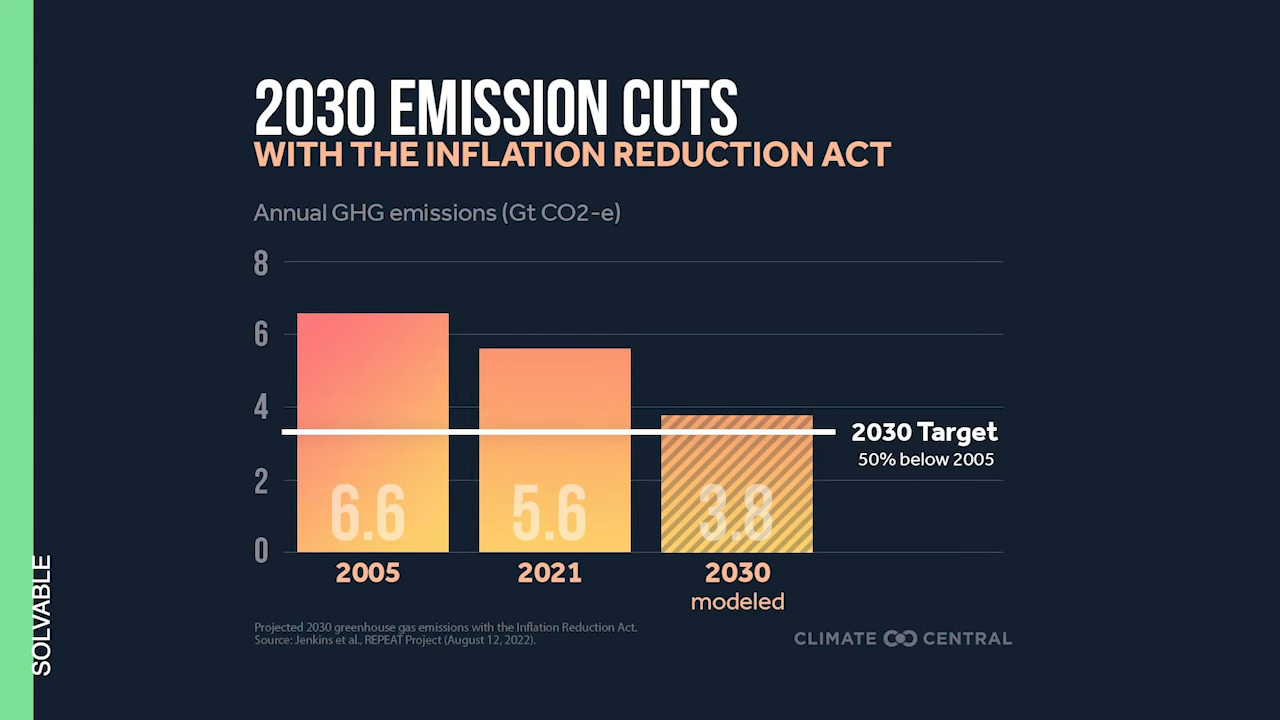 2030 EMISSION CUTS
WITH THE INFLATION REDUCTION ACT
Annual GHG emissions (Gt CO2-e)
8
6
4
2
0
2030 Target
50% below 2005
6.6
5.6
3.8
2005
2021
2030
modeled
Projected 2030 greenhouse gas emissions with the Inflation Reduction Act.
Source: Jenkins et al., REPEAT Project (August 12, 2022).
CLIMATE CENTRAL
SOLVABLE